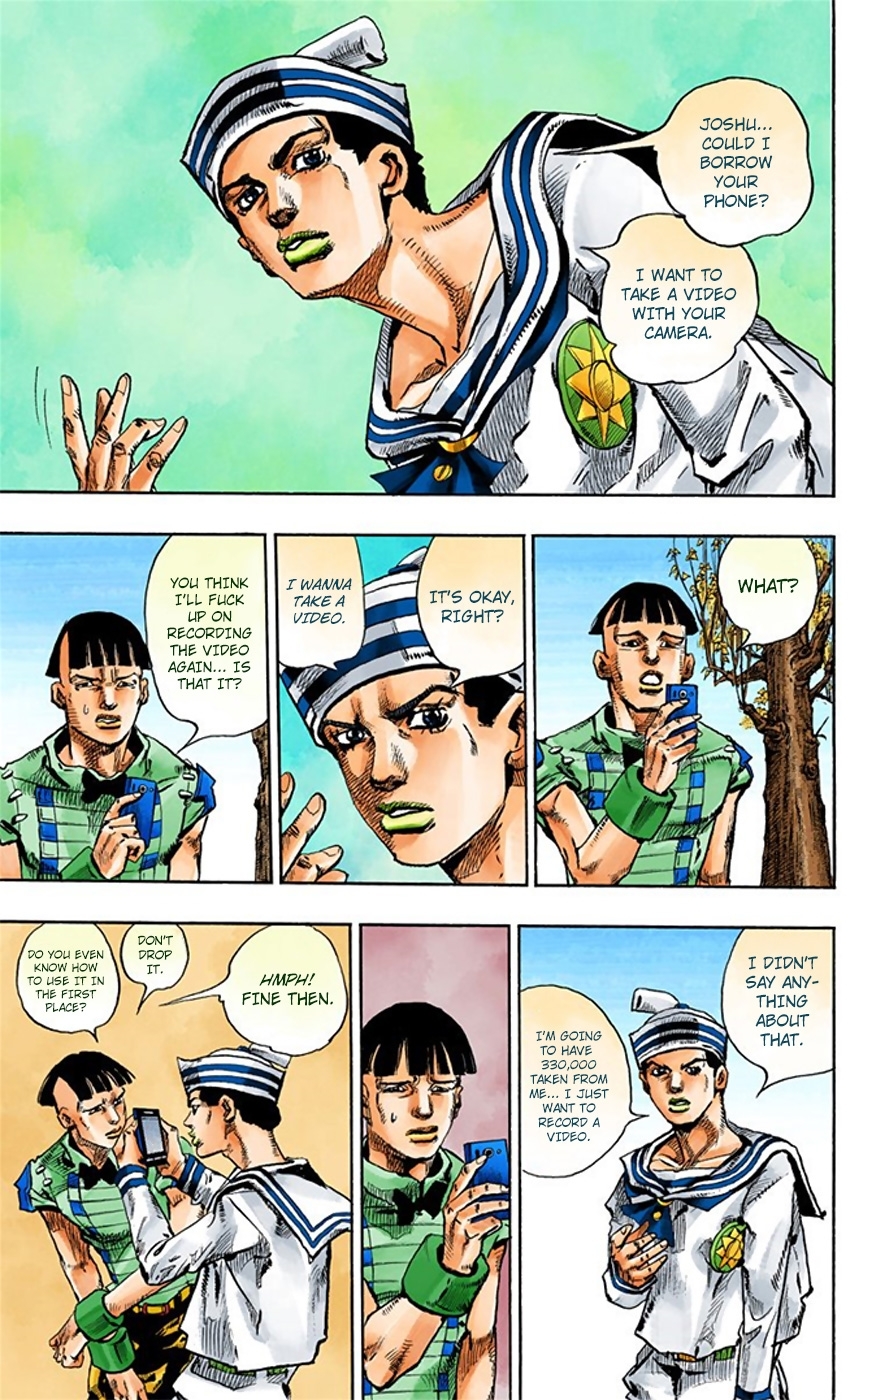 JOSHU...
COULD I
BORROW
YOUR
PHONE?
I WANT TO
TAKE A VIDEO
WITH YOUR
CAMERA.
WHAT?
IT'S OKAY,
RIGHT?
I WANNA
TAKE A
VIDEO.
YOU THINK
I'LL FUCK
UP ON
RECORDING
THE VIDEO
AGAIN... IS
THAT IT?
I DIDN'T
SAY ANY-
THING
ABOUT
THAT.
I'M GOING
TO HAVE
330,000
TAKEN FROM
ME... I JUST
WANT TO
RECORD A
VIDEO.
HMPH!
FINE THEN.
DON'T
DROP
IT.
DO YOU EVEN
KNOW HOW
TO USE IT IN
THE FIRST
PLACE?